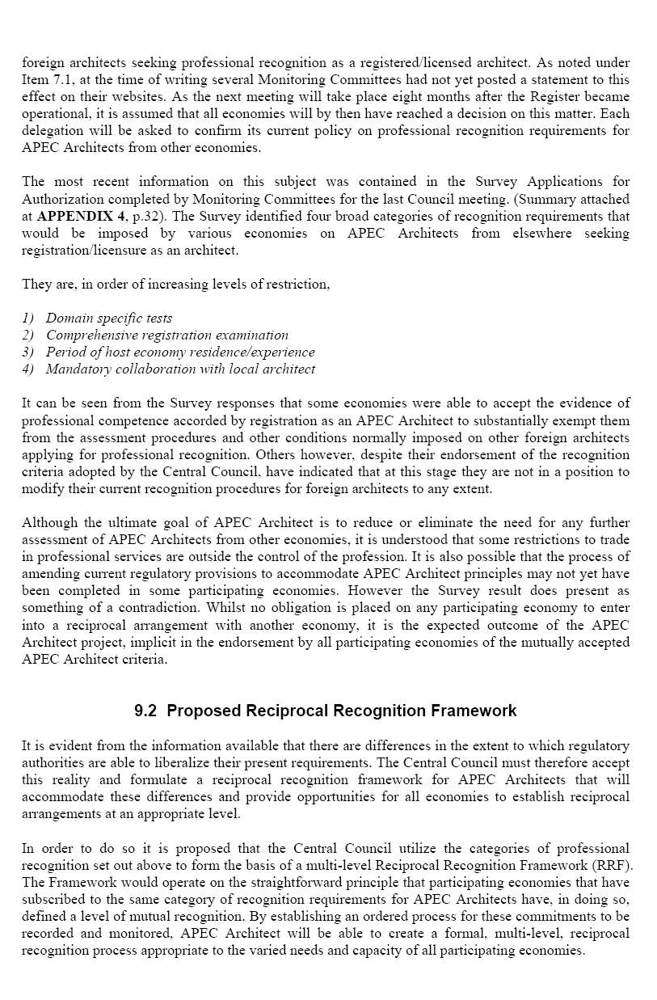 foreign architects seeking professional recognition as a registered/licensed architect. As noted under
Item 7.1, at the time of writing several Monitoring Committees had not yet posted a statement to this
effect on their websites. As the next meeting will take place eight months after the Register became
operational, it is assumed that all economies will by then have reached a decision on this matter. Each
delegation will be asked to confirm its current policy on professional recognition requirements for
APEC Architects from other economies.

The most recent information on this subject was contained in the Survey Applications for
Authorization completed by Monitoring Committees for the last Council meeting. (Summary attached
at APPENDIX 4, p.32). The Survey identified four broad categories of recognition requirements that
would be imposed by various economies on APEC Architects from elsewhere seeking
registration/licensure as an architect.

They are, in order of increasing levels of restriction,

1) Domain specific tests
2) Comprehensive registration examination
3) Period of host economy residence/experience
4) Mandatory collaboration with local architect

It can be seen from the Survey responses that some economies were able to accept the evidence of
professional competence accorded by registration as an APEC Architect to substantially exempt them
from the assessment procedures and other conditions normally imposed on other foreign architects
applying for professional recognition. Others however, despite their endorsement of the recognition
criteria adopted by the Central Council, have indicated that at this stage they are not in a position to
modify their current recognition procedures for foreign architects to any extent.

Although the ultimate goal of APEC Architect is to reduce or eliminate the need for any further
assessment of APEC Architects from other economies, it is understood that some restrictions to trade
in professional services are outside the control of the profession. It is also possible that the process of
amending current regulatory provisions to accommodate APEC Architect principles may not yet have
been completed in some participating economies. However the Survey result does present as
something of a contradiction. Whilst no obligation is placed on any participating economy to enter
into a reciprocal arrangement with another economy, it is the expected outcome of the APEC
Architect project, implicit in the endorsement by all participating economies of the mutually accepted
APEC Architect criteria.

9.2 Proposed Reciprocal Recognition Framework

It is evident from the information available that there are differences in the extent to which regulatory
authorities are able to liberalize their present requirements. The Central Council must therefore accept
this reality and formulate a reciprocal recognition framework for APEC Architects that will
accommodate these differences and provide opportunities for all economies to establish reciprocal
arrangements at an appropriate level.

In order to do so it is proposed that the Central Council utilize the categories of professional
recognition set out above to form the basis of a multi-level Reciprocal Recognition Framework (RRF).
The Framework would operate on the straightforward principle that participating economies that have
subscribed to the same category of recognition requirements for APEC Architects have, in doing so,
defined a level of mutual recognition. By establishing an ordered process for these commitments to be
recorded and monitored, APEC Architect will be able to create a formal, multi-level, reciprocal
recognition process appropriate to the varied needs and capacity of all participating economies.